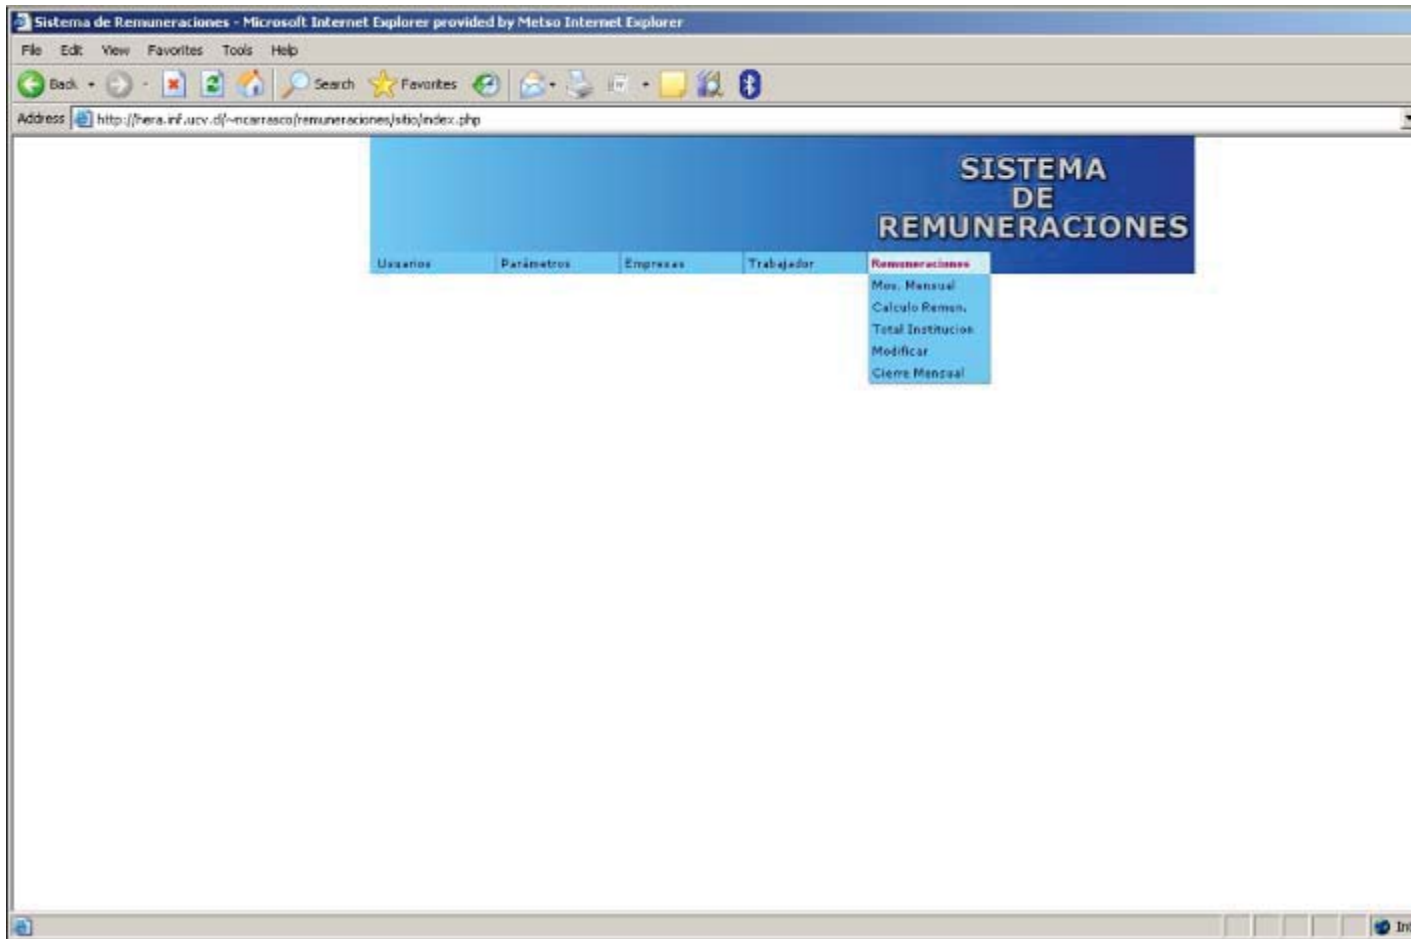 Sistema de Remuneraciones - Microsoft Internet Explorer provided by Metso Internet Explorer
File Edit View Favorites Tools Help
Back Search Favorites
Address http://hera.inf.ucv.cl/~ncarrasco/remuneraciones/sitio/index.php
SISTEMA
DE
REMUNERACIONES
Usuarios Parámetros Empresas Trabajador Remuneraciones
Mov. Mensual
Calculo Remun.
Total Institucion
Modificar
Cierre Mensual